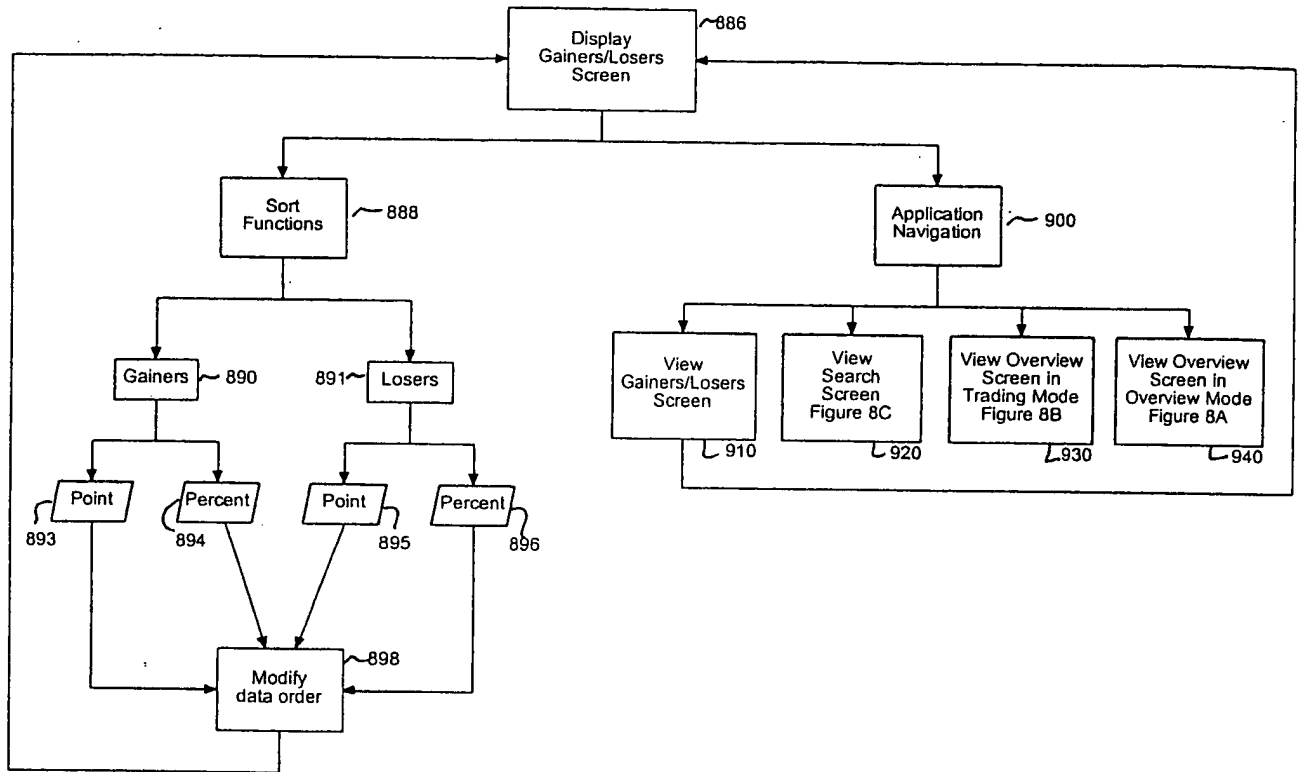 886
Display
Gainers/Losers
Screen
Sort
Functions
888
Application
Navigation
900
Gainers
890
891
Losers
View
Gainers/Losers
Screen
910
View
Search
Screen
Figure 8C
920
View Overview
Screen in
Trading Mode
Figure 8B
930
View Overview
Screen in
Overview Mode
Figure 8A
940
Point
893
Percent
894
Point
895
Percent
896
Modify
data order
898